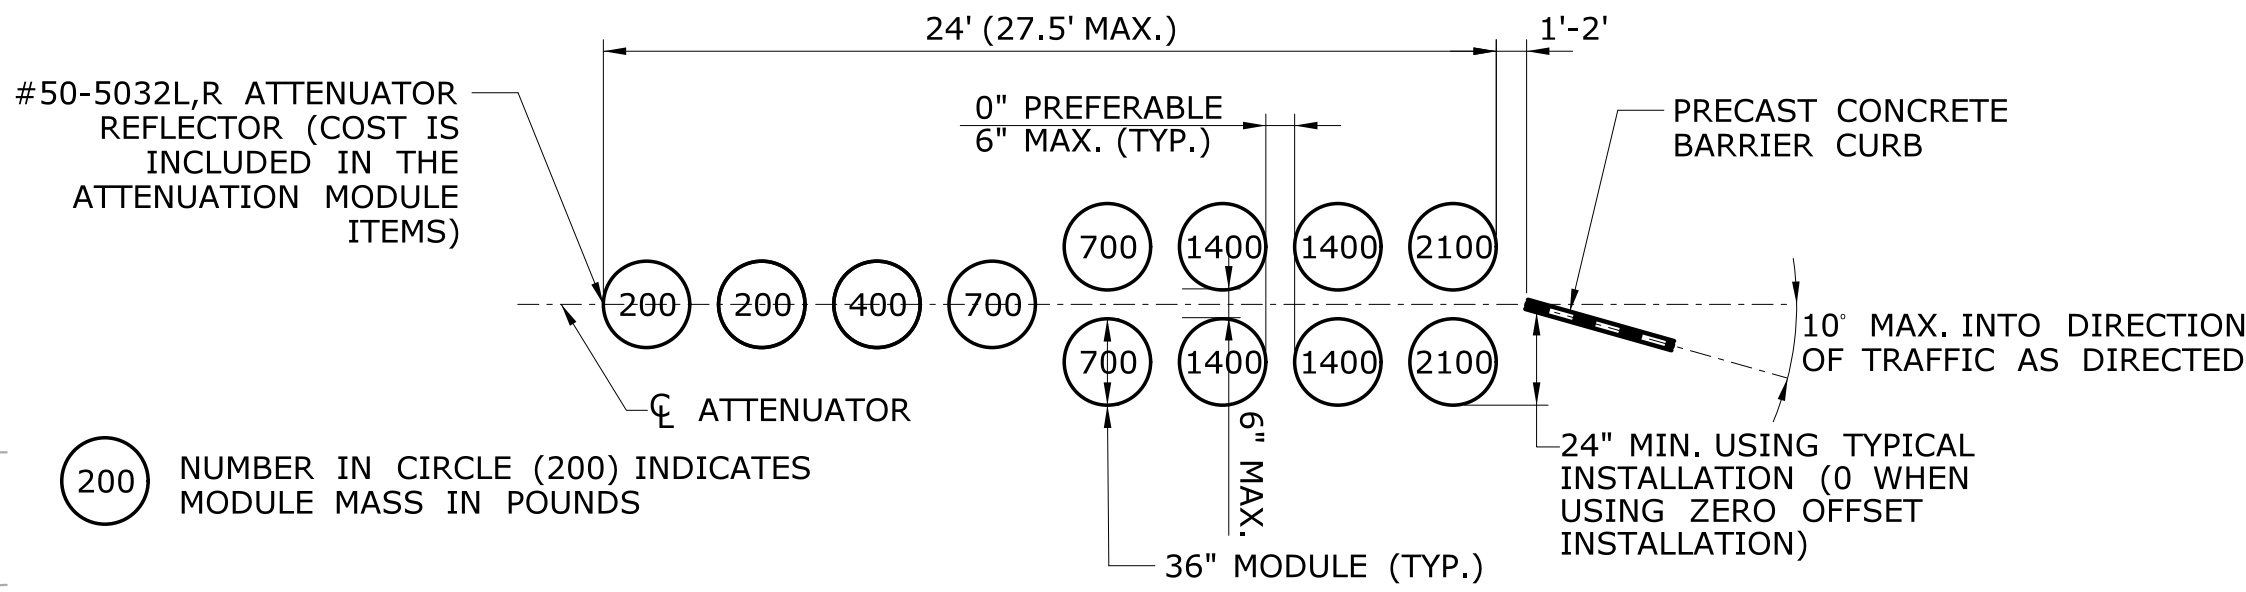 24' (27.5' MAX.)
1'-2'
#50-5032L,R ATTENUATOR
REFLECTOR (COST IS
INCLUDED IN THE
ATTENUATION MODULE
ITEMS)
0" PREFERABLE
6" MAX. (TYP.)
PRECAST CONCRETE
BARRIER CURB
700 1400 1400 2100
200 200 400 700
700 1400 1400 2100
10° MAX. INTO DIRECTION
OF TRAFFIC AS DIRECTED
℄ ATTENUATOR
6" MAX.
24" MIN. USING TYPICAL
INSTALLATION (0 WHEN
USING ZERO OFFSET
INSTALLATION)
200
NUMBER IN CIRCLE (200) INDICATES
MODULE MASS IN POUNDS
36" MODULE (TYP.)